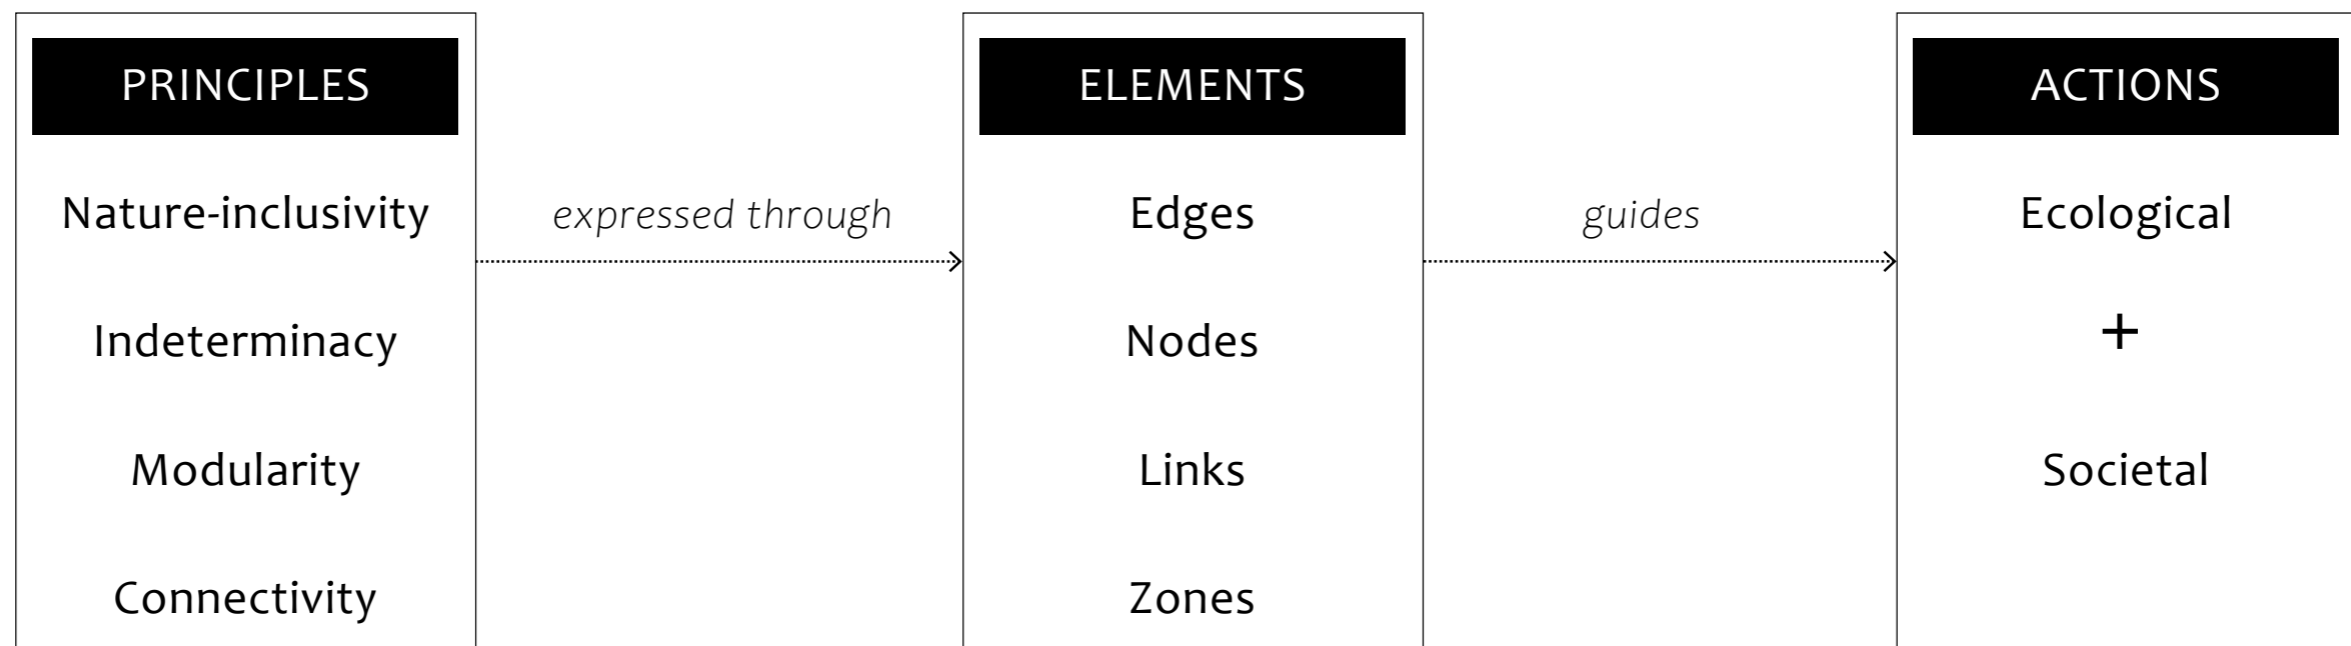 PRINCIPLES
Nature-inclusivity
Indeterminacy
Modularity
Connectivity
expressed through
ELEMENTS
Edges
Nodes
Links
Zones
guides
ACTIONS
Ecological
+
Societal